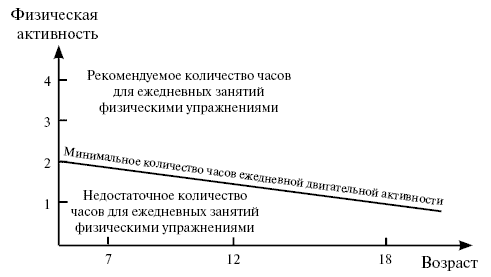 Физическая
активность
4
Рекомендуемое количество часов
для ежедневных занятий
физическими упражнениями
3
2
Минимальное количество часов ежедневной двигательной активности
1
Недостаточное количество
часов для ежедневных занятий
физическими упражнениями
7
12
18
Возраст